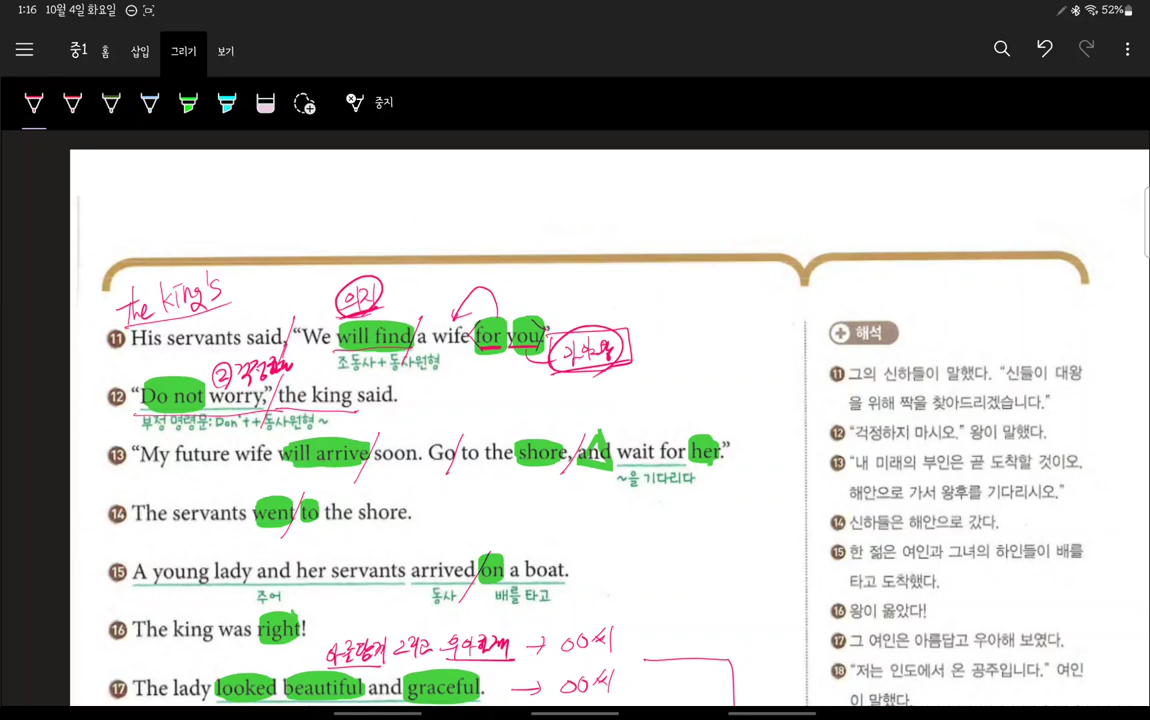 1:16 10월 4일 화요일 52%
중1 홈 삽입 그리기 보기
중지
the king's
의지
⑪ His servants said, “We will find a wife for you.”
조동사+동사원형
②
⑫ “Do not worry,” the king said.
부정 명령문: Don't+동사원형~
⑬ “My future wife will arrive soon. Go to the shore, and wait for her.”
~을 기다리다
⑭ The servants went to the shore.
⑮ A young lady and her servants arrived on a boat.
주어 동사 배를 타고
⑯ The king was right!
아름답게 그리고 우아하게 → ㅇㅇ씨
⑰ The lady looked beautiful and graceful. → ㅇㅇ씨
해석
⑪ 그의 신하들이 말했다. “신들이 대왕
을 위해 짝을 찾아드리겠습니다.”
⑫ “걱정하지 마시오.” 왕이 말했다.
⑬ “내 미래의 부인은 곧 도착할 것이오.
해안으로 가서 왕후를 기다리시오.”
⑭ 신하들은 해안으로 갔다.
⑮ 한 젊은 여인과 그녀의 하인들이 배를
타고 도착했다.
⑯ 왕이 옳았다!
⑰ 그 여인은 아름답고 우아해 보였다.
⑱ “저는 인도에서 온 공주입니다.” 여인
이 말했다.